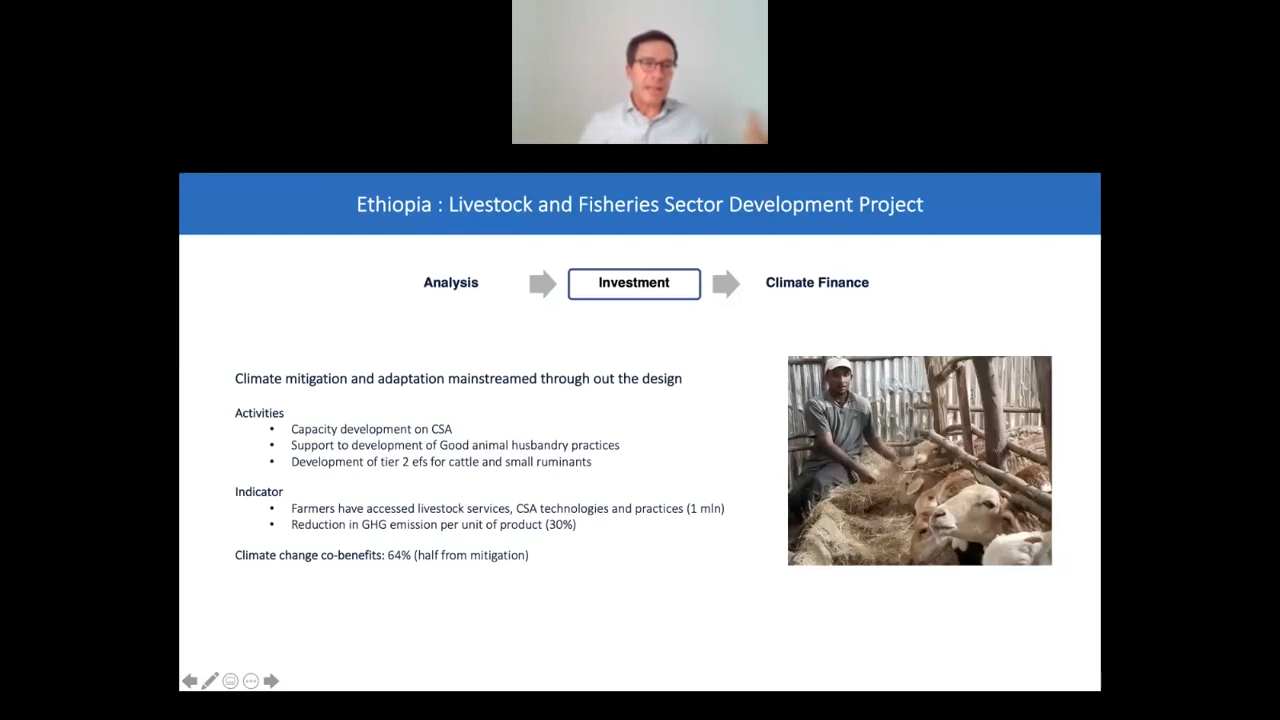 Ethiopia : Livestock and Fisheries Sector Development Project
Analysis
Investment
Climate Finance
Climate mitigation and adaptation mainstreamed through out the design
Activities
• Capacity development on CSA
• Support to development of Good animal husbandry practices
• Development of tier 2 efs for cattle and small ruminants
Indicator
• Farmers have accessed livestock services, CSA technologies and practices (1 mln)
• Reduction in GHG emission per unit of product (30%)
Climate change co-benefits: 64% (half from mitigation)